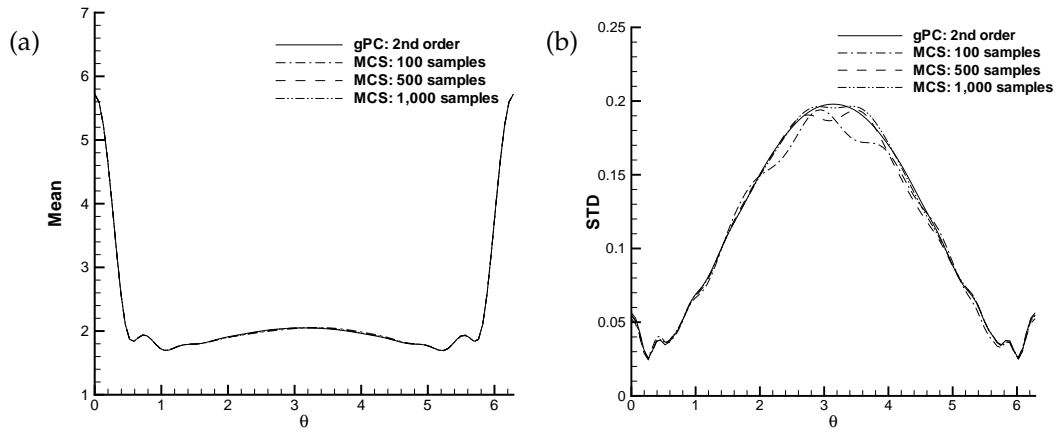 (a)
7
6
5
4
3
2
1
Mean
0
1
2
3
4
5
6
θ
gPC: 2nd order
MCS: 100 samples
MCS: 500 samples
MCS: 1,000 samples
(b)
0.25
0.2
0.15
0.1
0.05
0
STD
0
1
2
3
4
5
6
θ
gPC: 2nd order
MCS: 100 samples
MCS: 500 samples
MCS: 1,000 samples